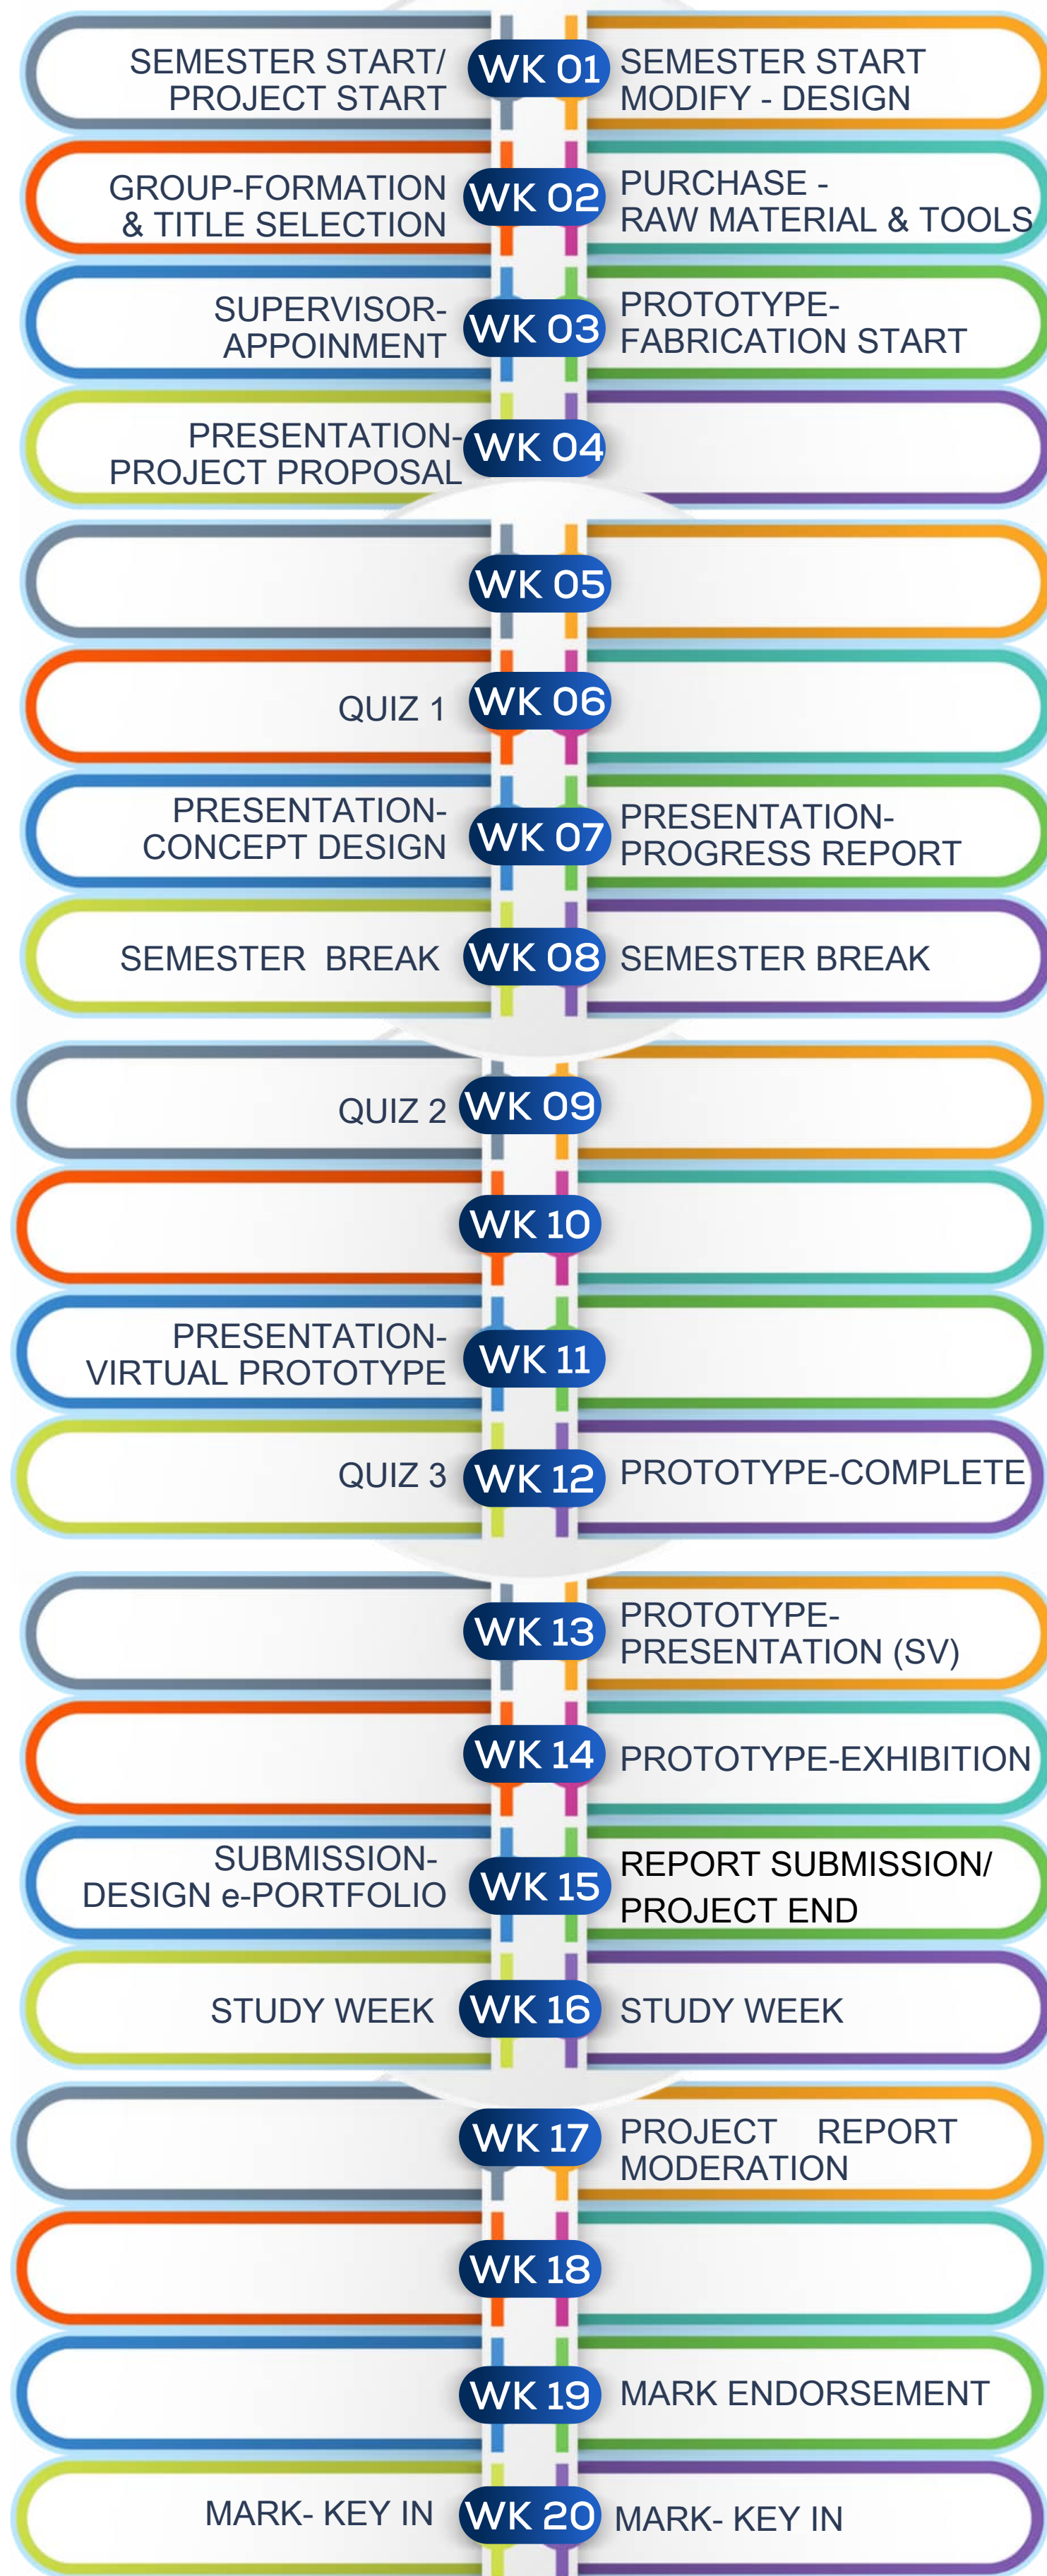 SEMESTER START/
PROJECT START
WK 01
SEMESTER START
MODIFY - DESIGN
GROUP-FORMATION
& TITLE SELECTION
WK 02
PURCHASE -
RAW MATERIAL & TOOLS
SUPERVISOR-
APPOINMENT
WK 03
PROTOTYPE-
FABRICATION START
PRESENTATION-
PROJECT PROPOSAL
WK 04
WK 05
QUIZ 1
WK 06
PRESENTATION-
CONCEPT DESIGN
WK 07
PRESENTATION-
PROGRESS REPORT
SEMESTER BREAK
WK 08
SEMESTER BREAK
QUIZ 2
WK 09
WK 10
PRESENTATION-
VIRTUAL PROTOTYPE
WK 11
QUIZ 3
WK 12
PROTOTYPE-COMPLETE
WK 13
PROTOTYPE-
PRESENTATION (SV)
WK 14
PROTOTYPE-EXHIBITION
SUBMISSION-
DESIGN e-PORTFOLIO
WK 15
REPORT SUBMISSION/
PROJECT END
STUDY WEEK
WK 16
STUDY WEEK
WK 17
PROJECT REPORT
MODERATION
WK 18
WK 19
MARK ENDORSEMENT
MARK- KEY IN
WK 20
MARK- KEY IN